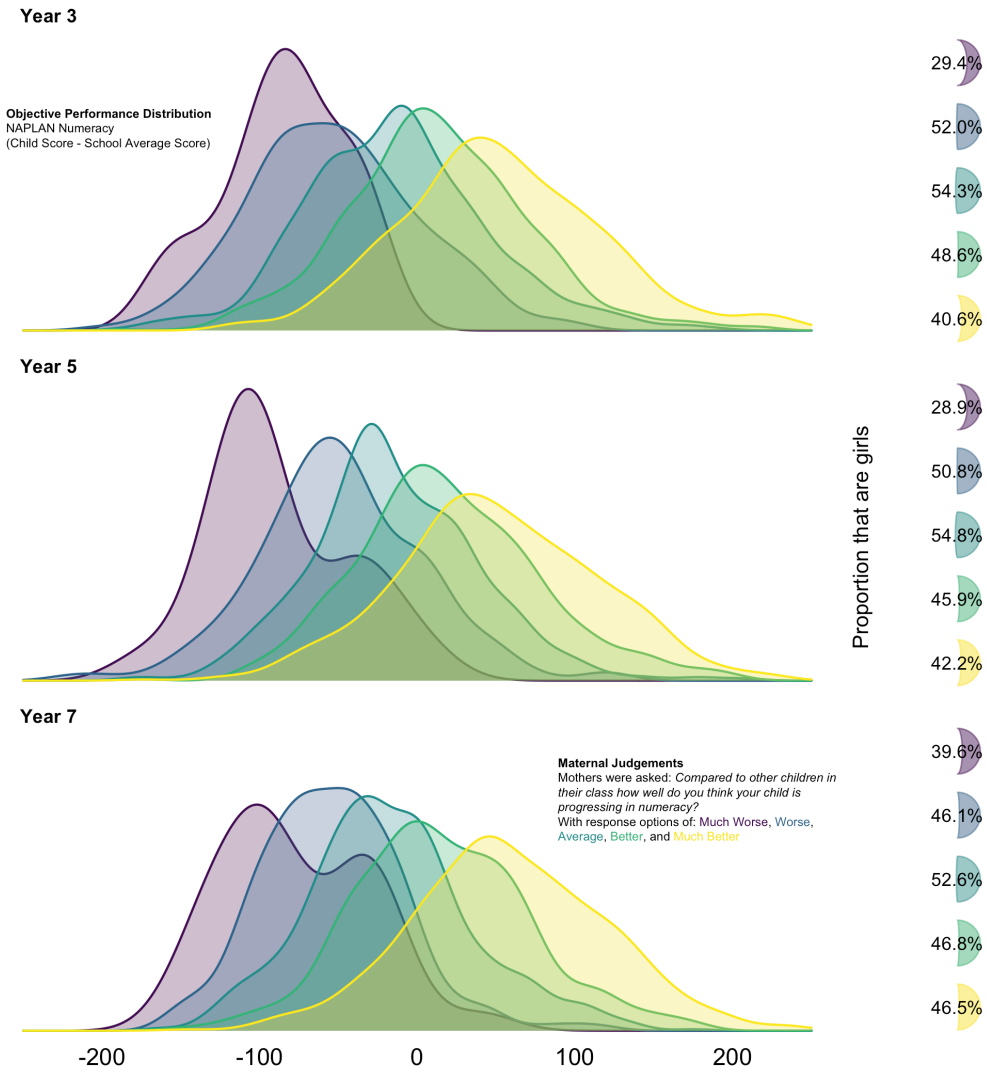 Year 3
29.4%
Objective Performance Distribution
NAPLAN Numeracy
(Child Score - School Average Score)
52.0%
54.3%
48.6%
40.6%
Year 5
28.9%
Proportion that are girls
50.8%
54.8%
45.9%
42.2%
Year 7
39.6%
Maternal Judgements
Mothers were asked: Compared to other children in
their class how well do you think your child is
progressing in numeracy?
With response options of: Much Worse, Worse,
Average, Better, and Much Better
46.1%
52.6%
46.8%
46.5%
-200 -100 0 100 200